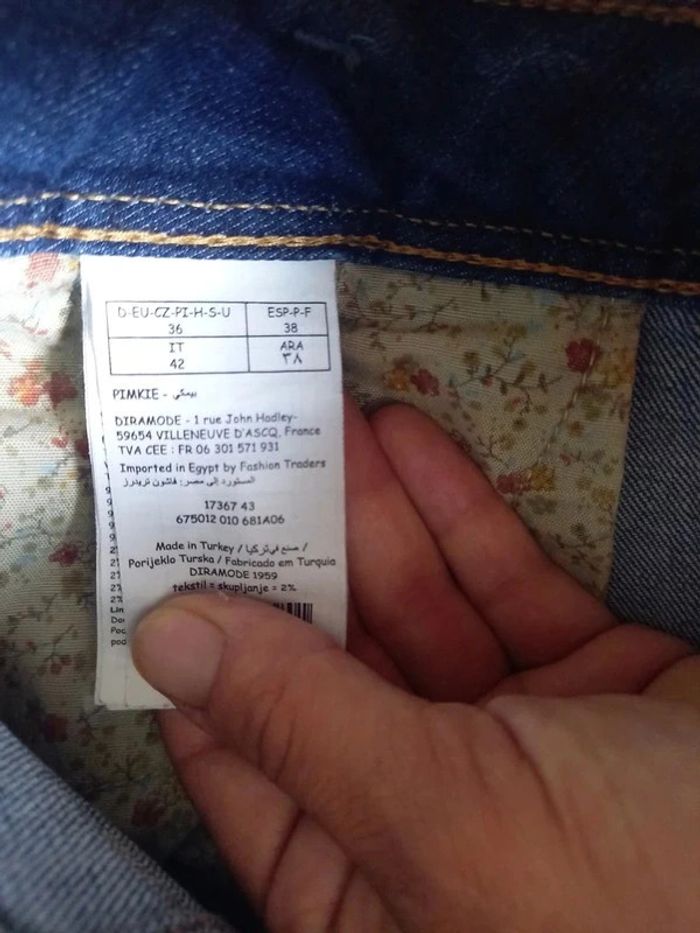 D-EU-CZ-PI-H-S-U ESP-P-F
36 38
IT ARA
42 ٣٨
PIMKIE - بيمكي
DIRAMODE - 1 rue John Hadley-
59654 VILLENEUVE D'ASCQ, France
TVA CEE : FR 06 301 571 931
Imported in Egypt by Fashion Traders
المستورد إلى مصر: فاشون تريدرز
17367 43
675012 010 681A06
Made in Turkey / صنع في تركيا /
Porijeklo Turska / Fabricado em Turquia
DIRAMODE 1959
tekstil = skupljanje = 2%